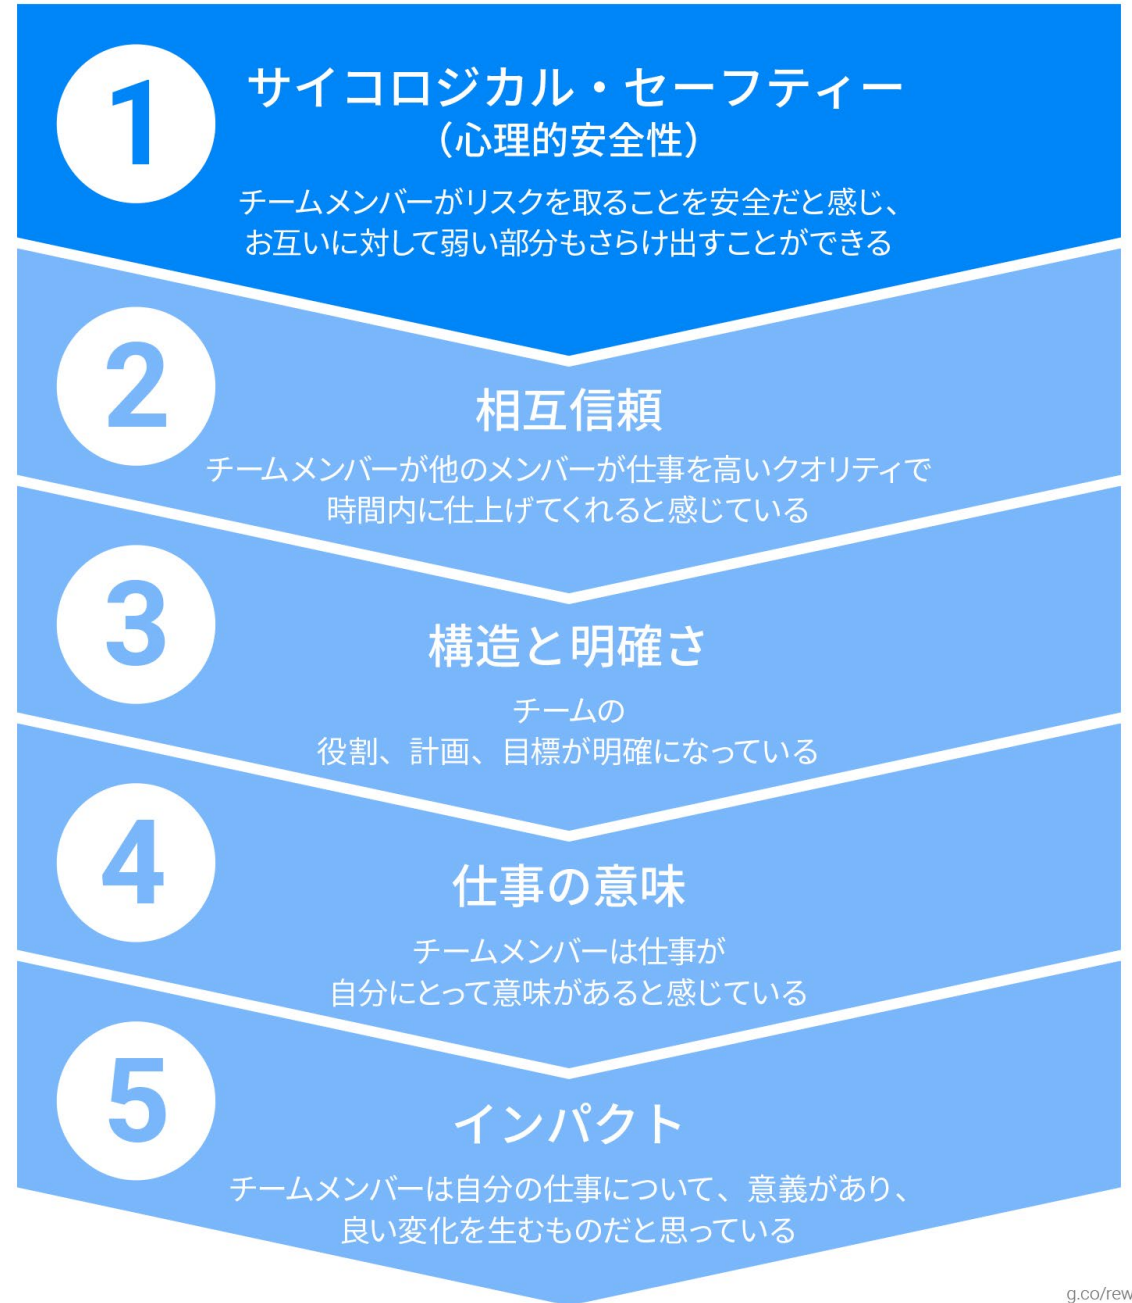 1
サイコロジカル・セーフティー
（心理的安全性）
チームメンバーがリスクを取ることを安全だと感じ、
お互いに対して弱い部分もさらけ出すことができる
2
相互信頼
チームメンバーが他のメンバーが仕事を高いクオリティで
時間内に仕上げてくれると感じている
3
構造と明確さ
チームの
役割、計画、目標が明確になっている
4
仕事の意味
チームメンバーは仕事が
自分にとって意味があると感じている
5
インパクト
チームメンバーは自分の仕事について、意義があり、
良い変化を生むものだと思っている
g.co/rew